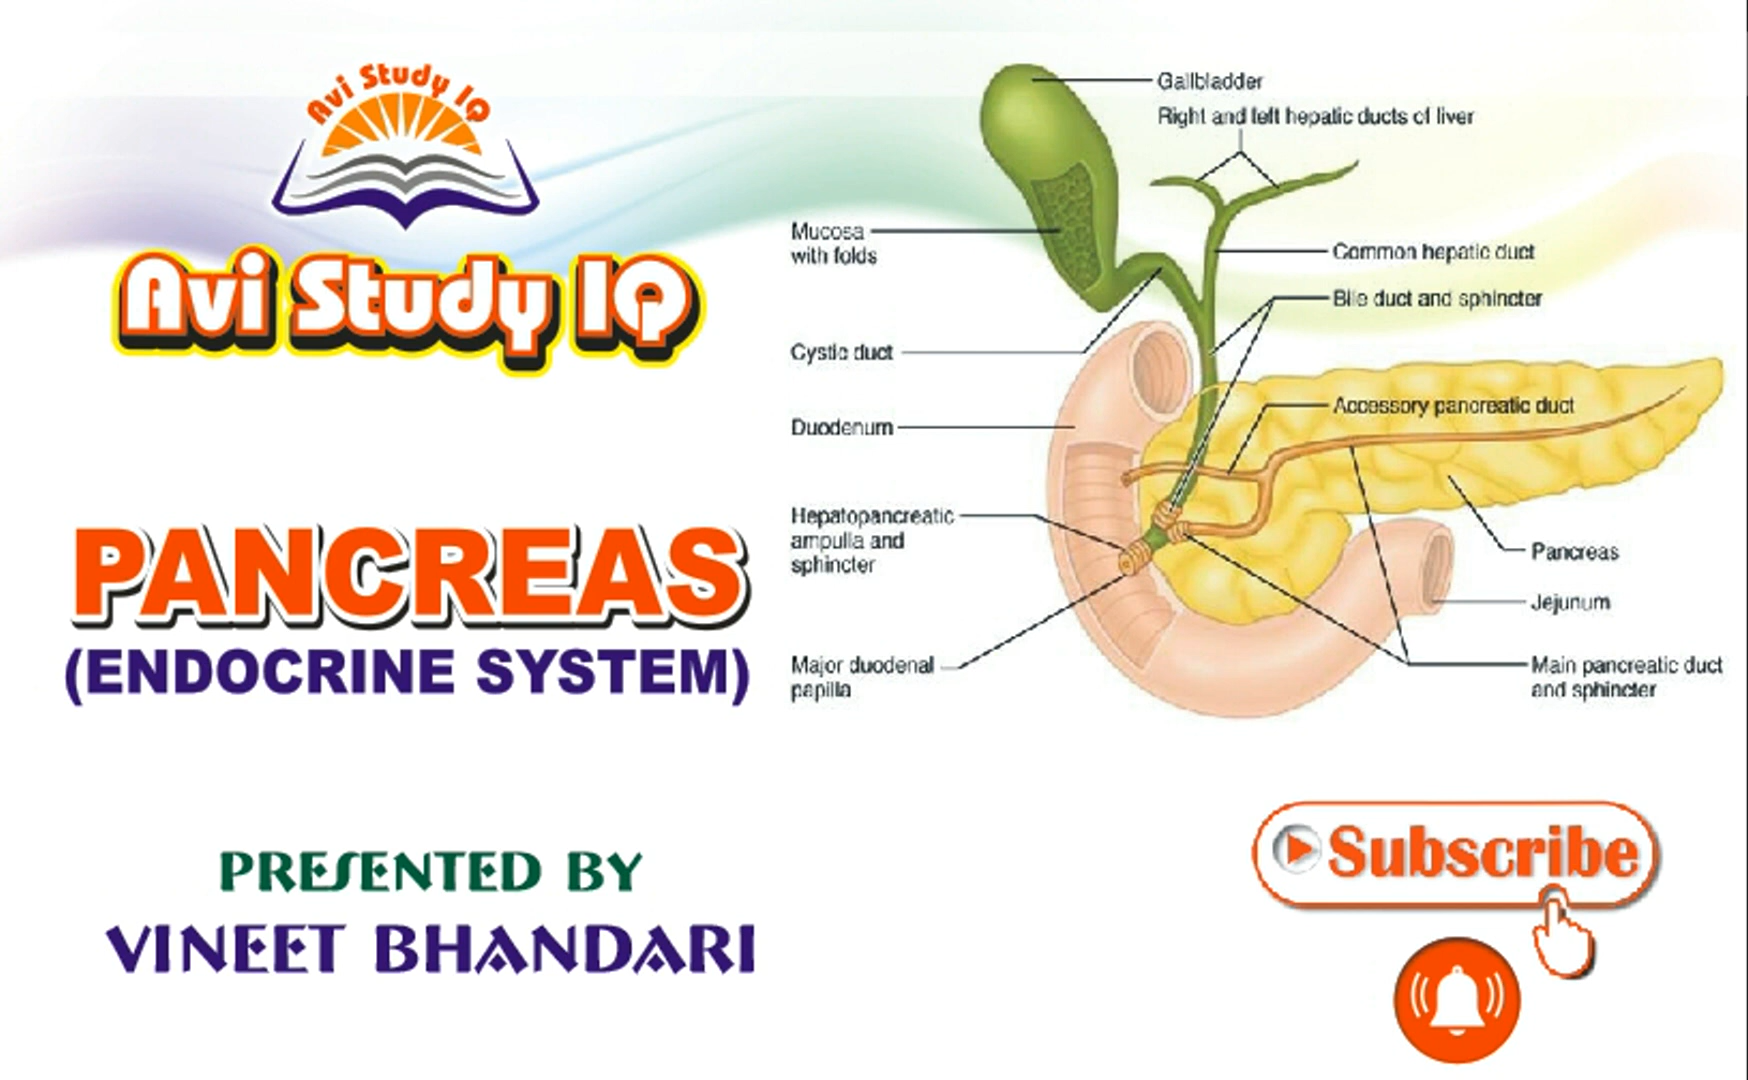 Avi Study IQ
Avi Study IQ
PANCREAS
(ENDOCRINE SYSTEM)
PRESENTED BY
VINEET BHANDARI
Gallbladder
Right and left hepatic ducts of liver
Mucosa
with folds
Common hepatic duct
Bile duct and sphincter
Cystic duct
Accessory pancreatic duct
Duodenum
Hepatopancreatic
ampulla and
sphincter
Pancreas
Jejunum
Major duodenal
papilla
Main pancreatic duct
and sphincter
Subscribe